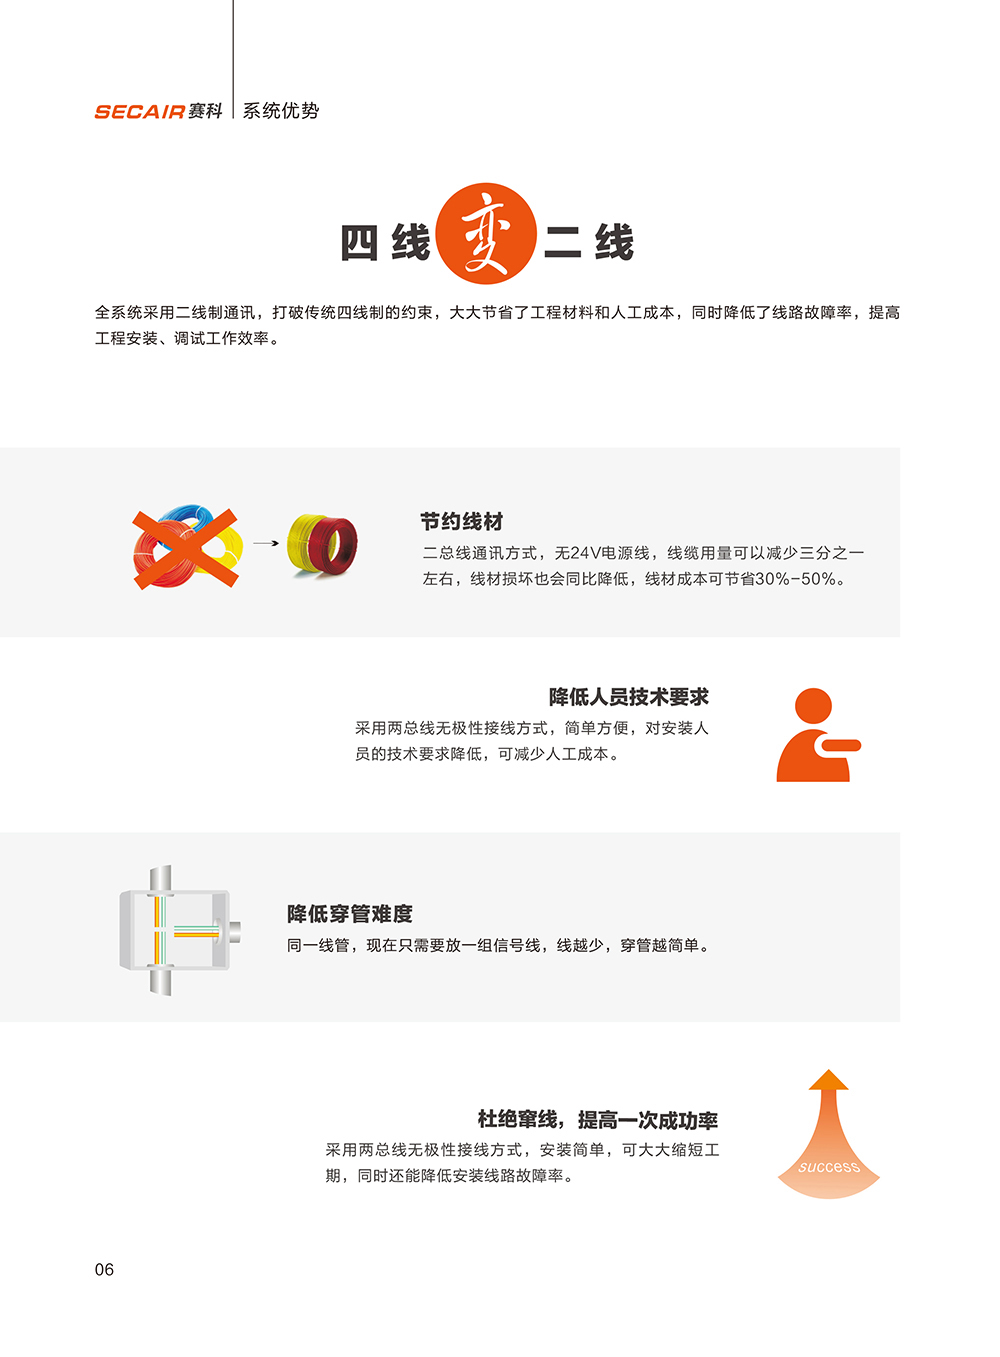 SECAIR赛科 系统优势
四线变二线
全系统采用二线制通讯，打破传统四线制的约束，大大节省了工程材料和人工成本，同时降低了线路故障率，提高
工程安装、调试工作效率。
节约线材
二总线通讯方式，无24V电源线，线缆用量可以减少三分之一
左右，线材损坏也会同比降低，线材成本可节省30%-50%。
降低人员技术要求
采用两总线无极性接线方式，简单方便，对安装人
员的技术要求降低，可减少人工成本。
降低穿管难度
同一线管，现在只需要放一组信号线，线越少，穿管越简单。
杜绝窜线，提高一次成功率
采用两总线无极性接线方式，安装简单，可大大缩短工
期，同时还能降低安装线路故障率。
success
06